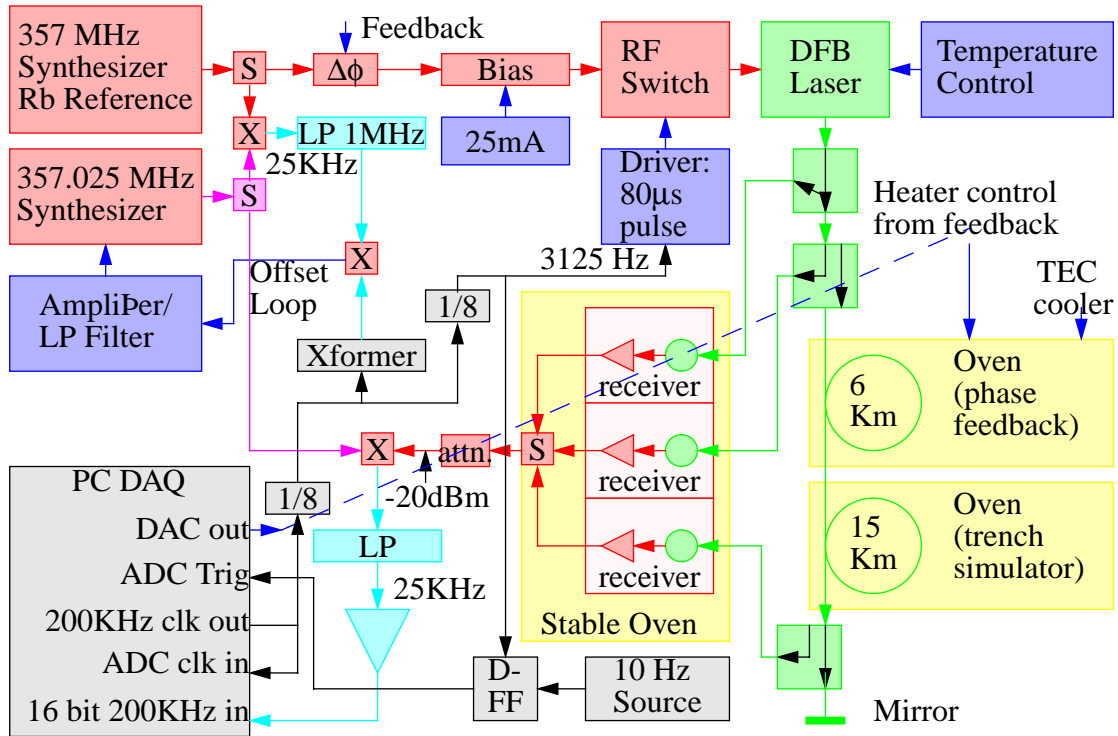 357 MHz
Synthesizer
Rb Reference
S
Feedback
Δϕ
Bias
RF
Switch
DFB
Laser
Temperature
Control
X
LP 1MHz
25mA
25KHz
Driver:
80μs
pulse
357.025 MHz
Synthesizer
S
Heater control
from feedback
X
Offset
Loop
3125 Hz
TEC
cooler
AmpliÞer/
LP Filter
1/8
Xformer
receiver
6
Km
Oven
(phase
feedback)
X
attn.
S
receiver
-20dBm
PC DAQ
1/8
DAC out
LP
15
Km
Oven
(trench
simulator)
ADC Trig
25KHz
receiver
200KHz clk out
Stable Oven
ADC clk in
D-
FF
10 Hz
Source
16 bit 200KHz in
Mirror